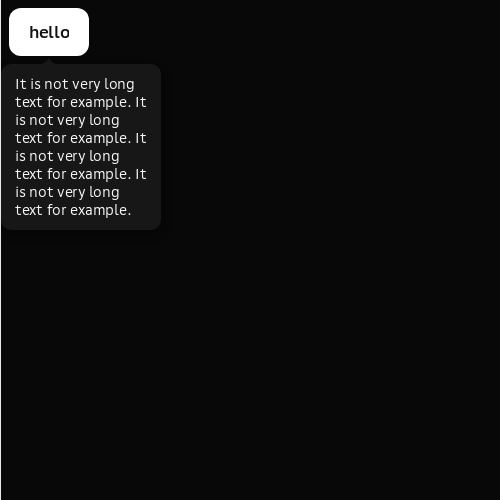 hello
It is not very long
text for example. It
is not very long
text for example. It
is not very long
text for example. It
is not very long
text for example.